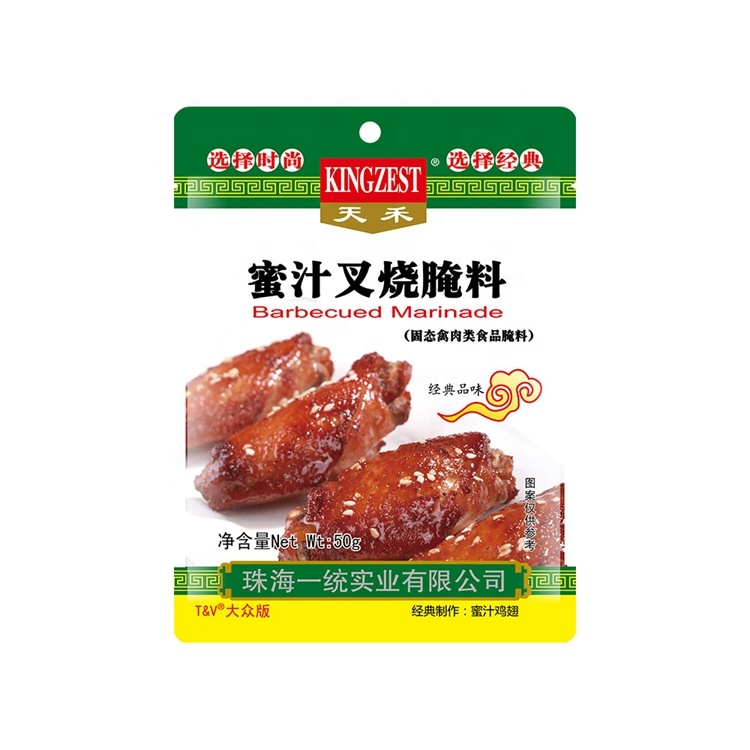 选择时尚
KINGZEST
®
天禾
选择经典
蜜汁叉烧腌料
Barbecued Marinade
(固态禽肉类食品腌料)
经典品味
图案仅供参考
净含量Net Wt:50g
珠海一统实业有限公司
T&V®大众版
经典制作:蜜汁鸡翅